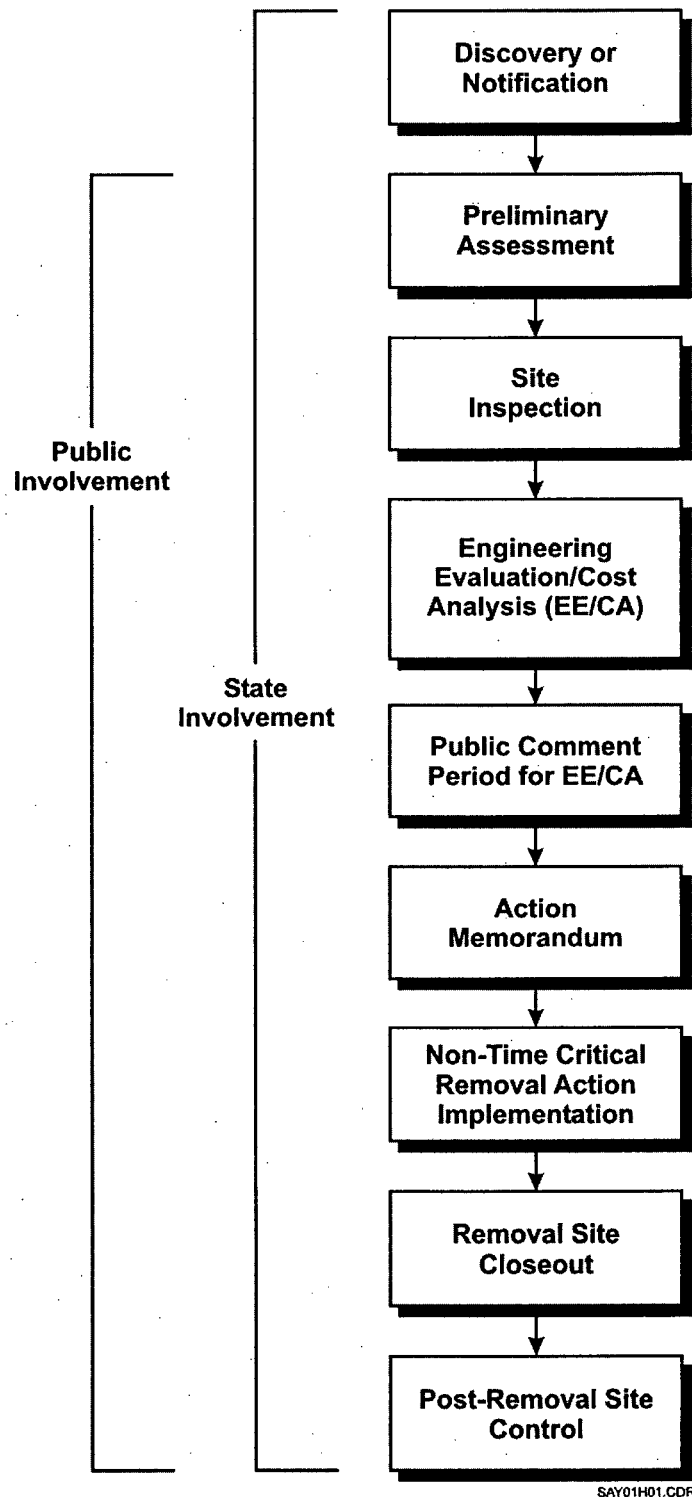 Discovery or
Notification
Preliminary
Assessment
Site
Inspection
Public
Involvement
Engineering
Evaluation/Cost
Analysis (EE/CA)
State
Involvement
Public Comment
Period for EE/CA
Action
Memorandum
Non-Time Critical
Removal Action
Implementation
Removal Site
Closeout
Post-Removal Site
Control
SAY01H01.CDR